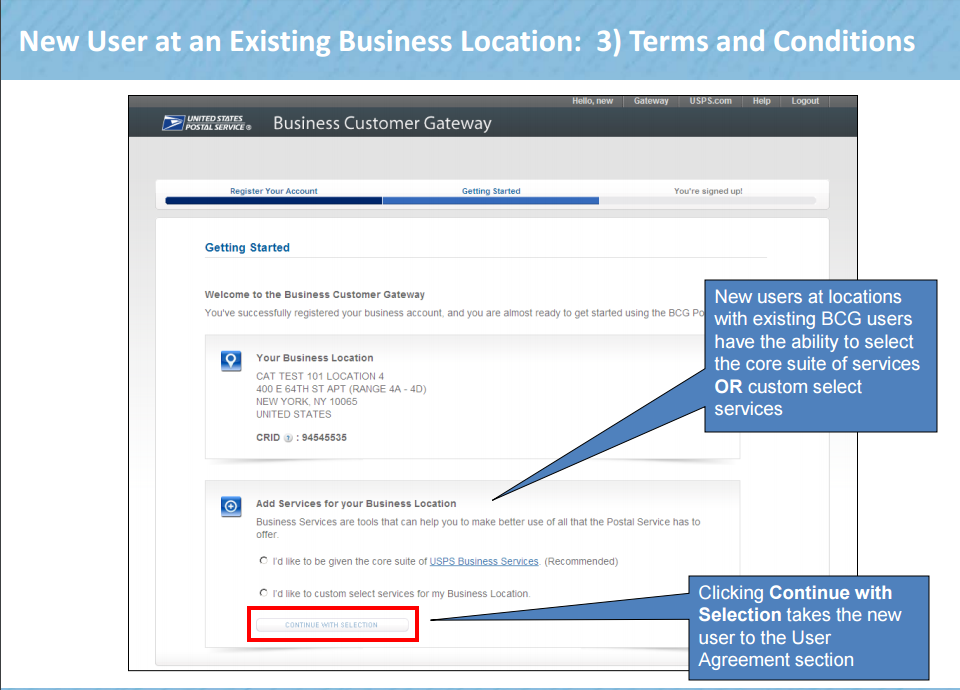 New User at an Existing Business Location: 3) Terms and Conditions
Hello, new Gateway USPS.com Help Logout
UNITED STATES
POSTAL SERVICE ®
Business Customer Gateway
Register Your Account Getting Started You're signed up!
Getting Started
Welcome to the Business Customer Gateway
You've successfully registered your business account, and you are almost ready to get started using the BCG Po
New users at locations
with existing BCG users
have the ability to select
the core suite of services
OR custom select
services
Your Business Location
CAT TEST 101 LOCATION 4
400 E 64TH ST APT (RANGE 4A - 4D)
NEW YORK, NY 10065
UNITED STATES
CRID : 94545535
Add Services for your Business Location
Business Services are tools that can help you to make better use of all that the Postal Service has to
offer.
I'd like to be given the core suite of USPS Business Services. (Recommended)
I'd like to custom select services for my Business Location.
CONTINUE WITH SELECTION
Clicking Continue with
Selection takes the new
user to the User
Agreement section